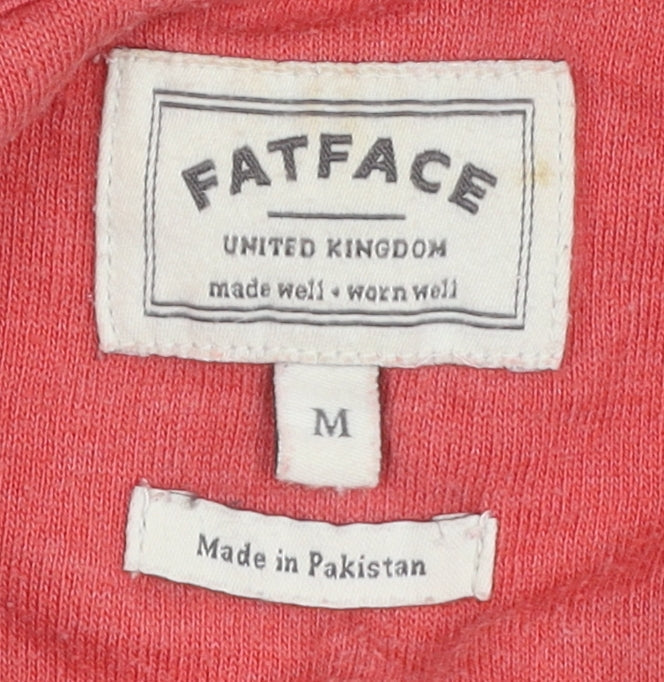 FATFACE
UNITED KINGDOM
made well • worn well
M
Made in Pakistan